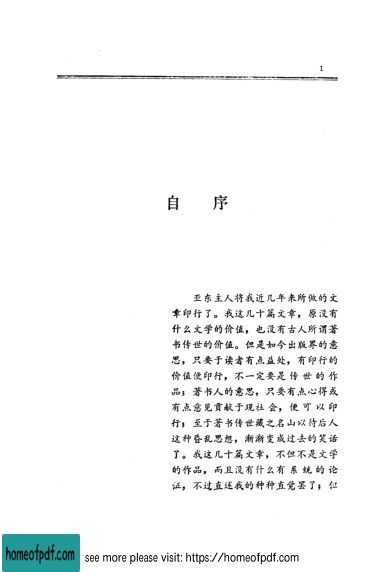 1
自 序
亚东主人将我近几年来所做的文
章印行了。我这几十篇文章，原没有
什么文学的价值，也没有古人所谓著
书传世的价值。但是如今出版界的意
思，只要于读者有点益处，有印行的
价值便印行，不一定要是传世的作
品；著书人的意思，只要有点心得或
有点意见贡献于现社会，便可以印
行；至于著书传世藏之名山以待后人
这种昏乱思想，渐渐变成过去的笑话
了。我这几十篇文章，不但不是文学
的作品，而且没有什么有系统的论
证，不过直述我的种种直觉罢了；但
homeofpdf.com
see more please visit: https://homeofpdf.com